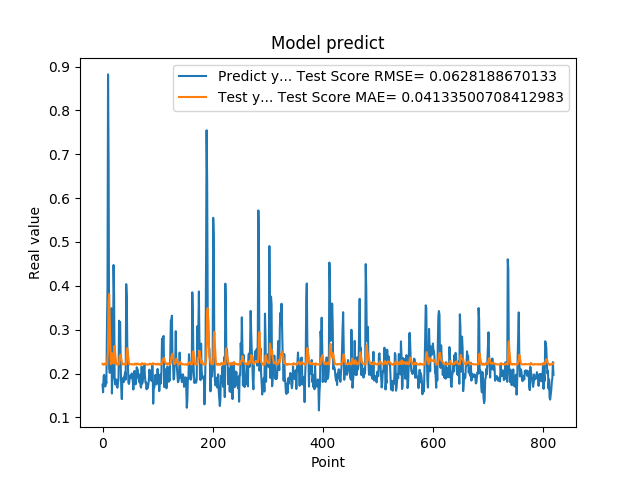 Model predict
Predict y... Test Score RMSE= 0.0628188670133
Test y... Test Score MAE= 0.04133500708412983
0.9
0.8
0.7
0.6
0.5
0.4
0.3
0.2
0.1
Real value
0
200
400
600
800
Point